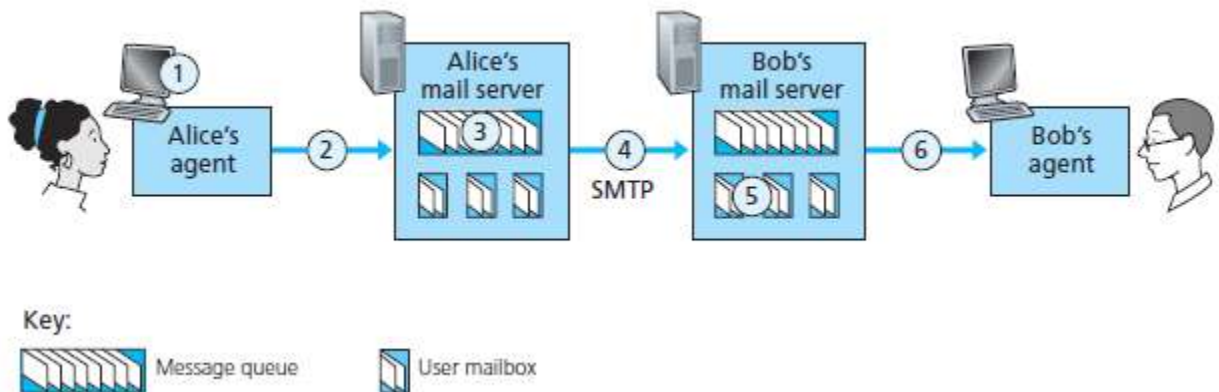 Alice's
mail server
Bob's
mail server
1
Alice's
agent
2
3
4
SMTP
5
6
Bob's
agent
Key:
Message queue
User mailbox